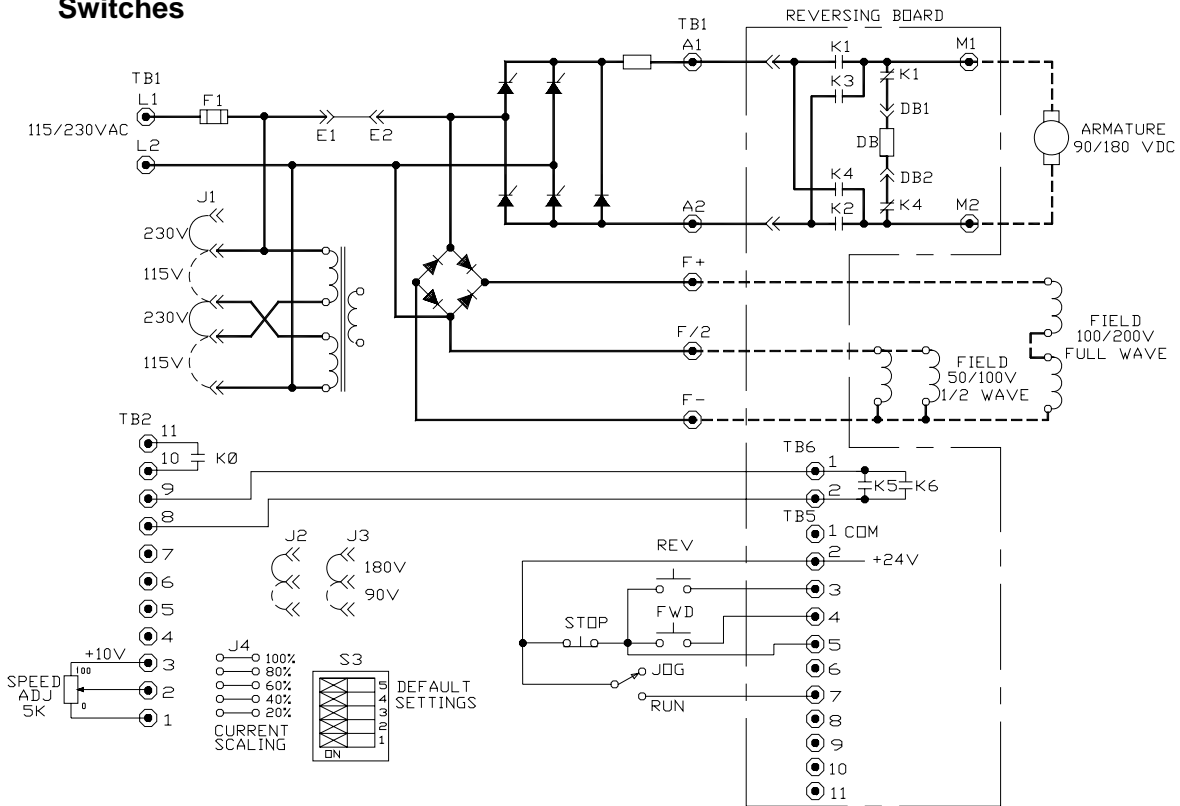 Switches
REVERSING BOARD
TB1
A1
K1
M1
K3
K1
TB1
L1
F1
DB1
115/230VAC
E1
E2
ARMATURE
90/180 VDC
DB
L2
K4
DB2
J1
A2
K2
K4
M2
230V
115V
F+
230V
FIELD
100/200V
FULL WAVE
F/2
115V
FIELD
50/100V
1/2 WAVE
F-
TB2
11
10
K0
9
8
7
6
5
4
3
2
1
TB6
1
2
K5
K6
TB5
1 COM
2
+24V
3
4
5
6
7
8
9
10
11
J2
J3
180V
90V
REV
FWD
STOP
JOG
RUN
+10V
100
0
SPEED
ADJ
5K
J4
100%
80%
60%
40%
20%
CURRENT
SCALING
S3
5
4
3
2
1
ON
DEFAULT
SETTINGS